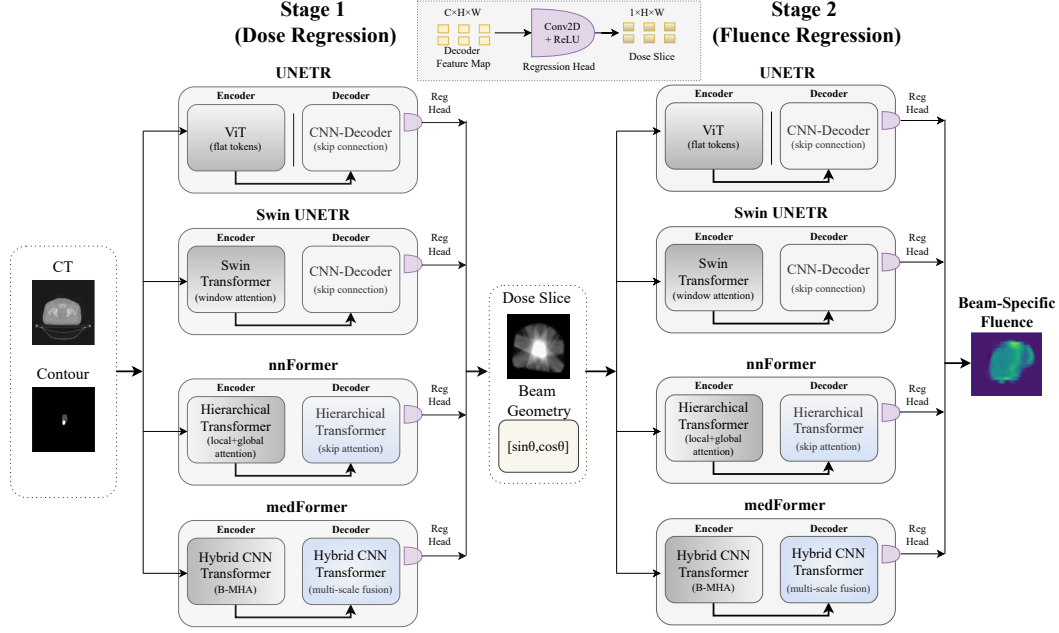 Stage 1
(Dose Regression)
C×H×W
Decoder
Feature Map
Conv2D
+ ReLU
Regression Head
1×H×W
Dose Slice
Stage 2
(Fluence Regression)
CT
Contour
UNETR
Encoder
Decoder
ViT
(flat tokens)
CNN-Decoder
(skip connection)
Reg
Head
Swin UNETR
Encoder
Decoder
Swin
Transformer
(window attention)
CNN-Decoder
(skip connection)
Reg
Head
nnFormer
Encoder
Decoder
Hierarchical
Transformer
(local+global
attention)
Hierarchical
Transformer
(skip attention)
Reg
Head
medFormer
Encoder
Decoder
Hybrid CNN
Transformer
(B-MHA)
Hybrid CNN
Transformer
(multi-scale fusion)
Reg
Head
Dose Slice
Beam
Geometry
[sinθ,cosθ]
UNETR
Encoder
Decoder
ViT
(flat tokens)
CNN-Decoder
(skip connection)
Reg
Head
Swin UNETR
Encoder
Decoder
Swin
Transformer
(window attention)
CNN-Decoder
(skip connection)
Reg
Head
nnFormer
Encoder
Decoder
Hierarchical
Transformer
(local+global
attention)
Hierarchical
Transformer
(skip attention)
Reg
Head
medFormer
Encoder
Decoder
Hybrid CNN
Transformer
(B-MHA)
Hybrid CNN
Transformer
(multi-scale fusion)
Reg
Head
Beam-Specific
Fluence